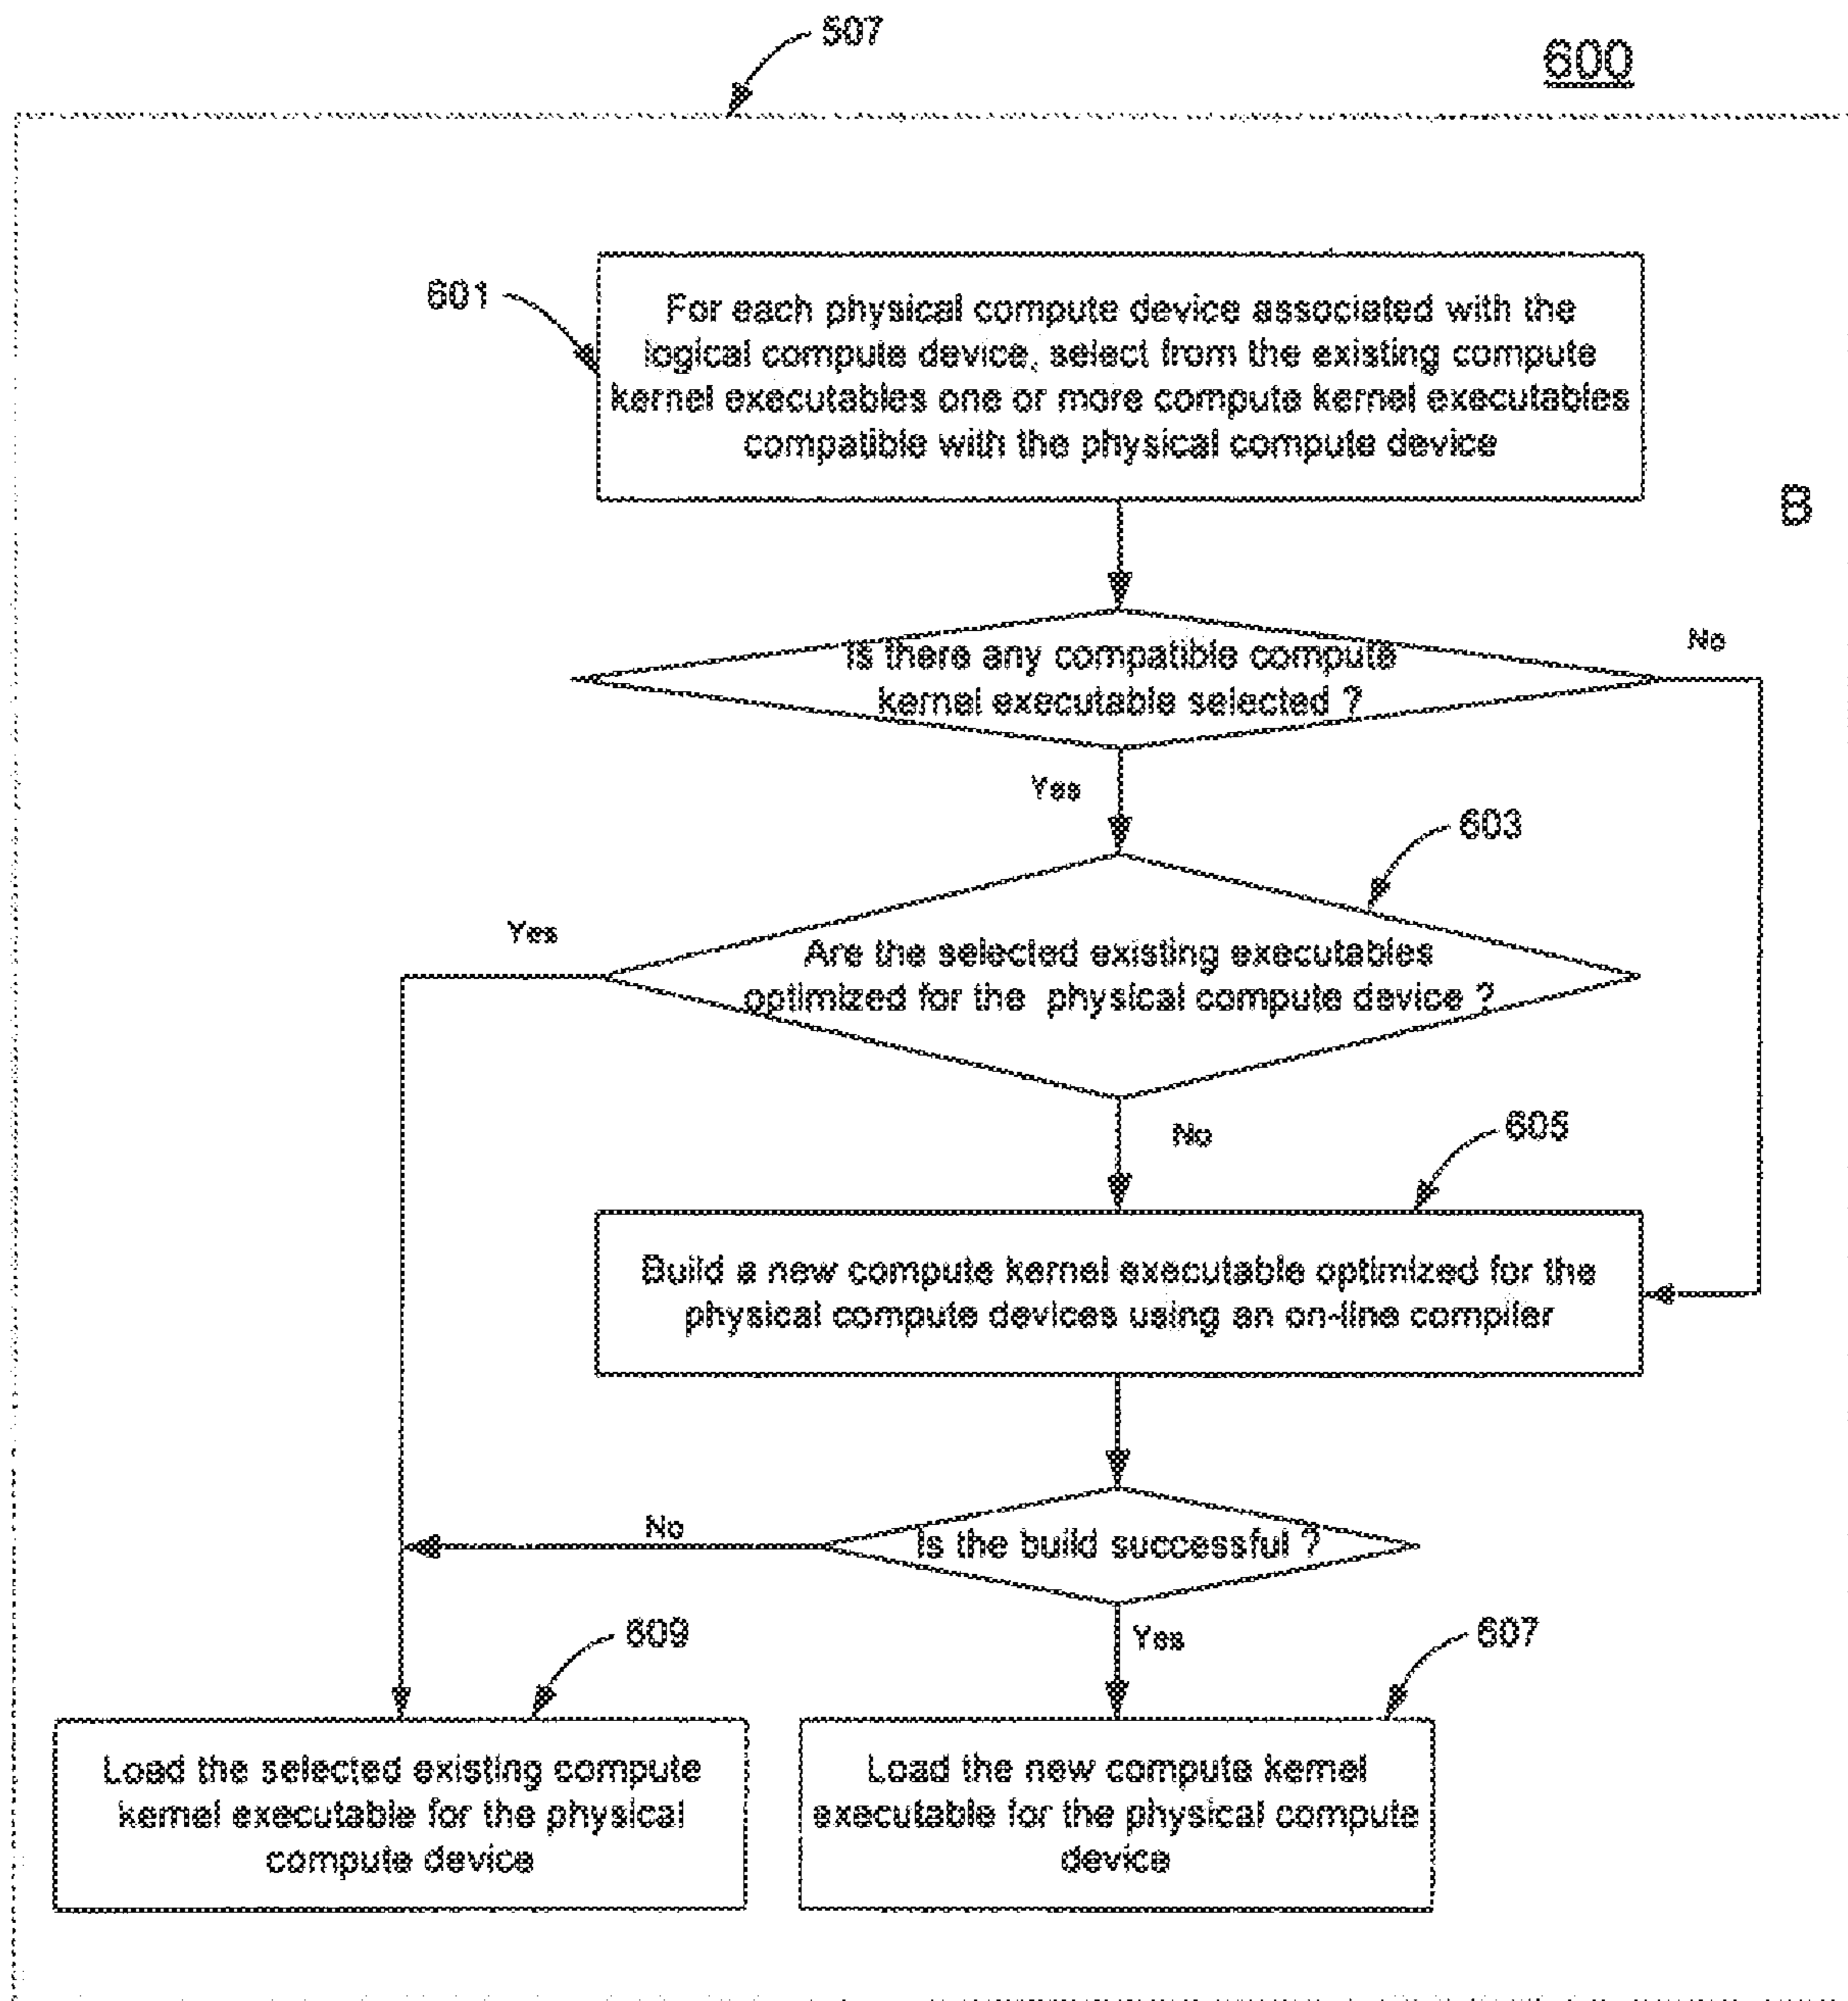 507
600
601
For each physical compute device associated with the
logical compute device, select from the existing compute
kernel executables one or more compute kernel executables
compatible with the physical compute device
B
Is there any compatible compute
kernel executable selected ?
No
Yes
603
Yes
Are the selected existing executables
optimized for the physical compute device ?
No
605
Build a new compute kernel executable optimized for the
physical compute devices using an on-line compiler
No
Is the build successful ?
609
Yes
607
Load the selected existing compute
kernel executable for the physical
compute device
Load the new compute kernel
executable for the physical compute
device